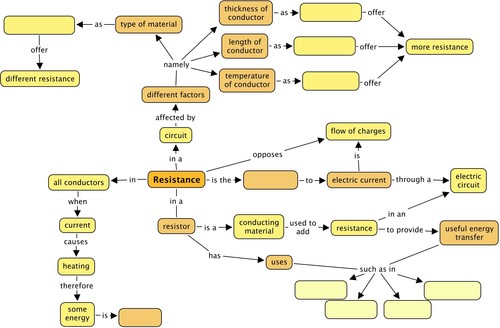 thickness of
conductor
as
offer
type of material
as
length of
conductor
as
offer
more resistance
offer
namely
different resistance
temperature
of conductor
as
offer
different factors
affected by
circuit
flow of charges
in a
opposes
is
all conductors
in
Resistance
is the
to
electric current
through a
electric
circuit
when
in a
in an
current
resistor
is a
conducting
material
used to
add
resistance
to provide
useful energy
transfer
causes
has
heating
uses
such as in
therefore
some
energy
is